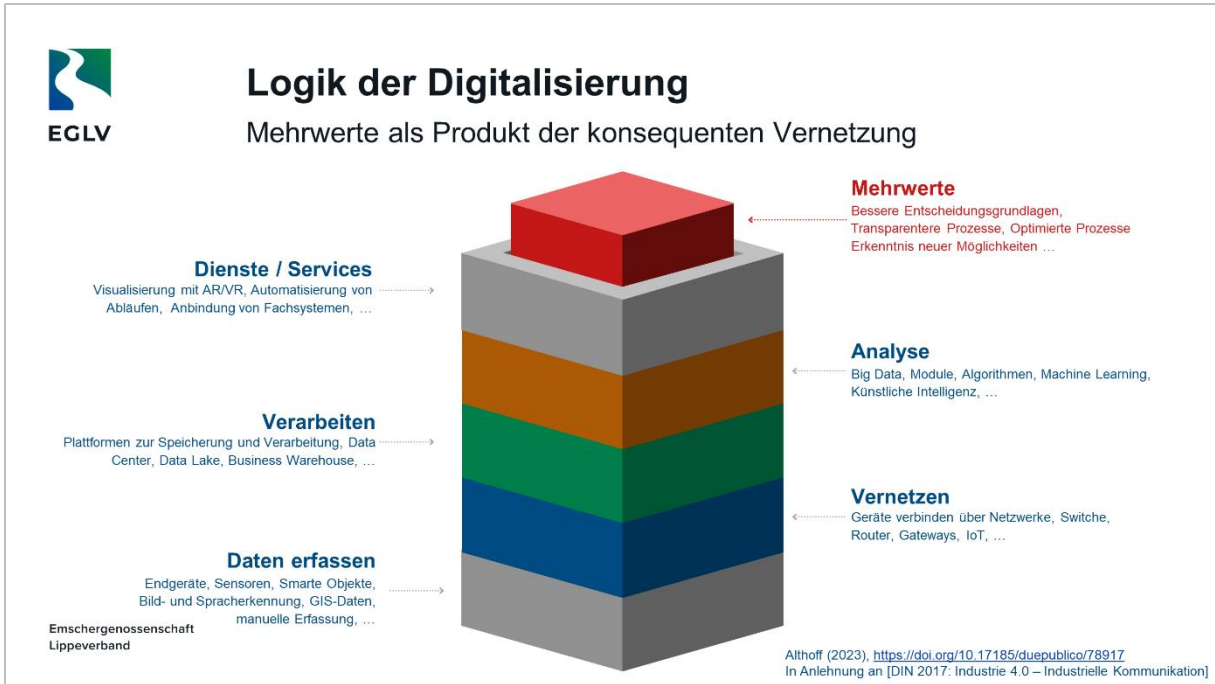 EGLV
Logik der Digitalisierung
Mehrwerte als Produkt der konsequenten Vernetzung
Mehrwerte
Bessere Entscheidungsgrundlagen,
Transparentere Prozesse, Optimierte Prozesse
Erkenntnis neuer Möglichkeiten …
Dienste / Services
Visualisierung mit AR/VR, Automatisierung von
Abläufen, Anbindung von Fachsystemen, …
Analyse
Big Data, Module, Algorithmen, Machine Learning,
Künstliche Intelligenz, …
Verarbeiten
Plattformen zur Speicherung und Verarbeitung, Data
Center, Data Lake, Business Warehouse, …
Vernetzen
Geräte verbinden über Netzwerke, Switche,
Router, Gateways, IoT, …
Daten erfassen
Endgeräte, Sensoren, Smarte Objekte,
Bild- und Spracherkennung, GIS-Daten,
manuelle Erfassung, …
Emschergenossenschaft
Lippeverband
Althoff (2023), https://doi.org/10.17185/duepublico/78917
In Anlehnung an [DIN 2017: Industrie 4.0 – Industrielle Kommunikation]